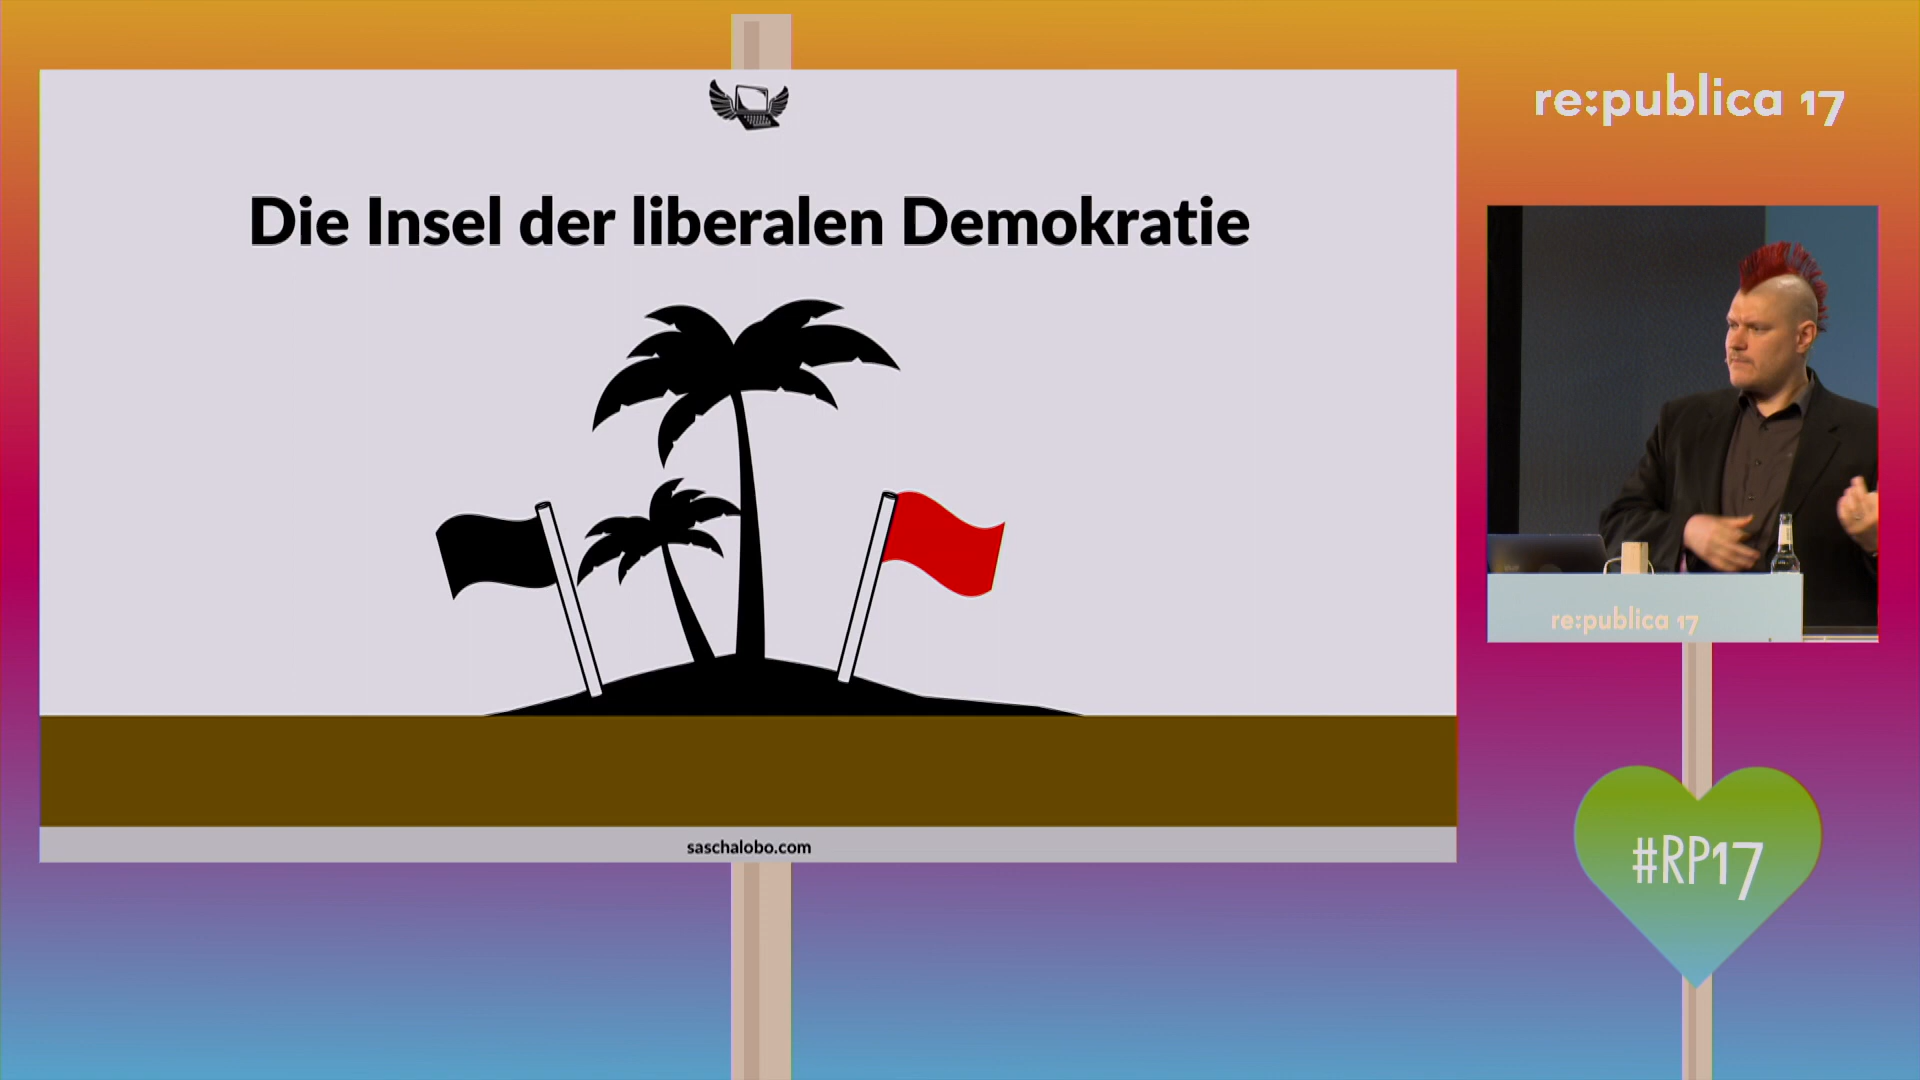 re:publica 17
Die Insel der liberalen Demokratie
saschalobo.com
re:publica 17
#RP17